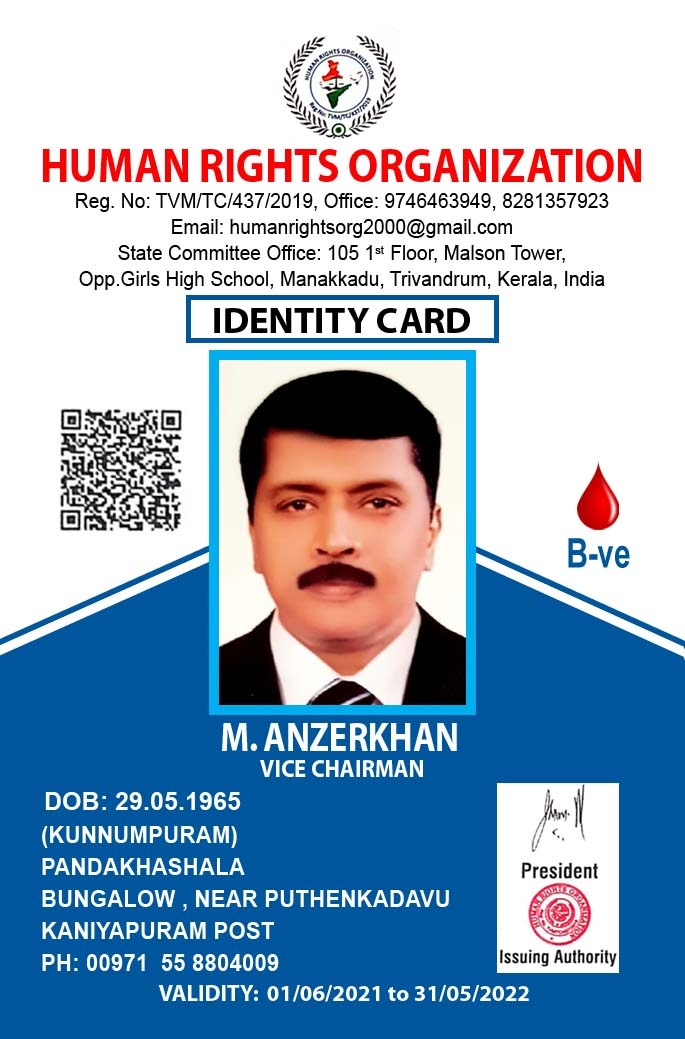 HUMAN RIGHTS ORGANIZATION
Reg. No: TVM/TC/437/2019
HUMAN RIGHTS ORGANIZATION
Reg. No: TVM/TC/437/2019, Office: 9746463949, 8281357923
Email: humanrightsorg2000@gmail.com
State Committee Office: 105 1st Floor, Malson Tower,
Opp.Girls High School, Manakkadu, Trivandrum, Kerala, India
IDENTITY CARD
B-ve
M. ANZERKHAN
VICE CHAIRMAN
DOB: 29.05.1965
(KUNNUMPURAM)
PANDAKHASHALA
BUNGALOW , NEAR PUTHENKADAVU
KANIYAPURAM POST
PH: 00971 55 8804009
President
HUMAN RIGHTS ORGANIZATION
Issuing Authority
VALIDITY: 01/06/2021 to 31/05/2022